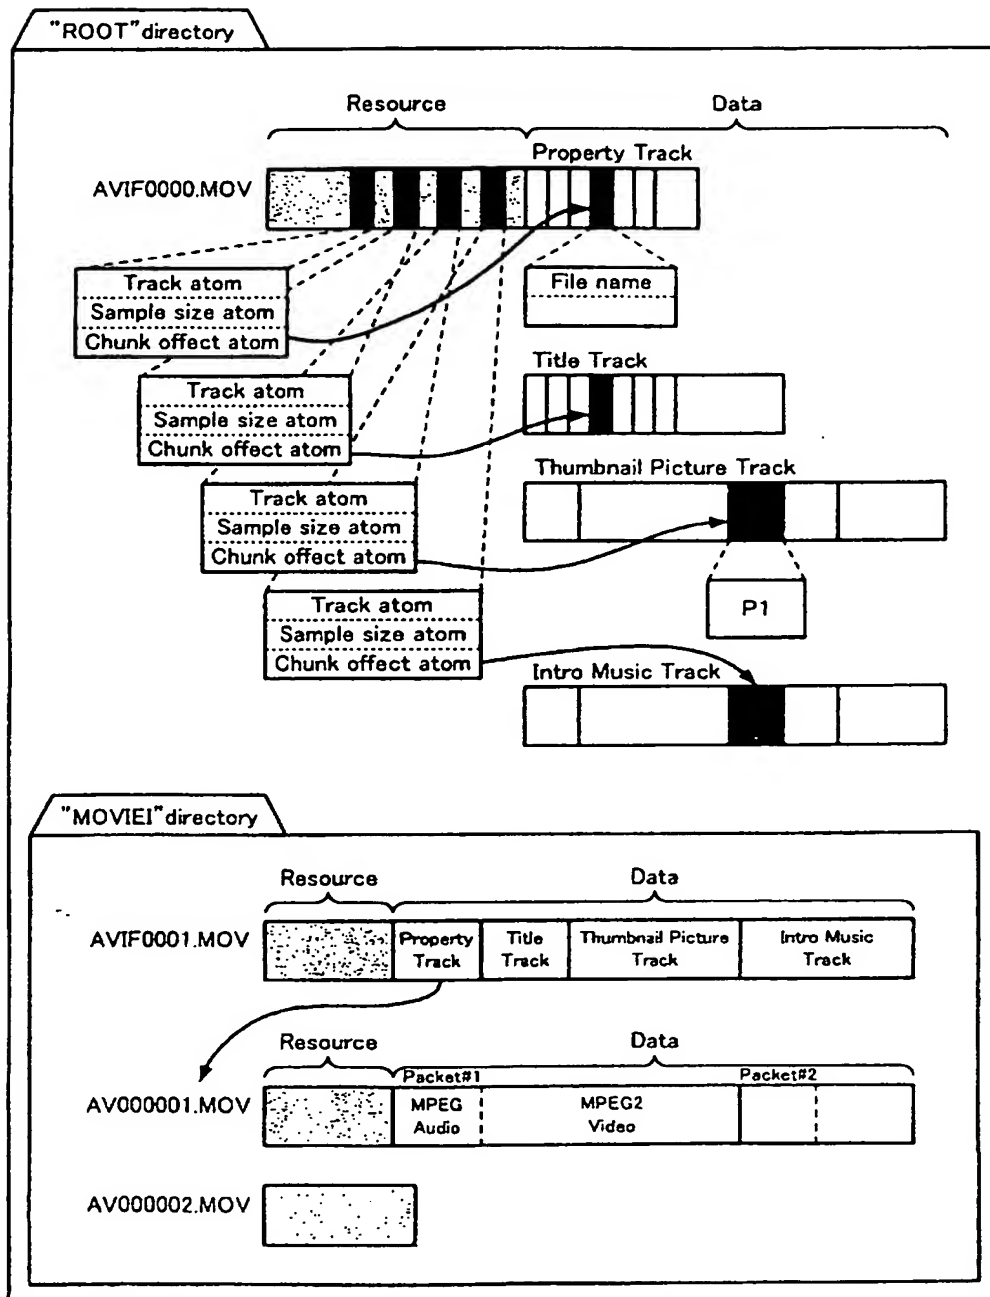 "ROOT" directory
Resource
Data
Property Track
AVIF0000.MOV
Track atom
Sample size atom
Chunk offect atom
File name
Title Track
Track atom
Sample size atom
Chunk offect atom
Thumbnail Picture Track
Track atom
Sample size atom
Chunk offect atom
P1
Track atom
Sample size atom
Chunk offect atom
Intro Music Track
"MOVIEI" directory
Resource
Data
AVIF0001.MOV
Property Track
Title Track
Thumbnail Picture Track
Intro Music Track
Resource
Data
Packet#1
Packet#2
AV000001.MOV
MPEG Audio
MPEG2 Video
AV000002.MOV